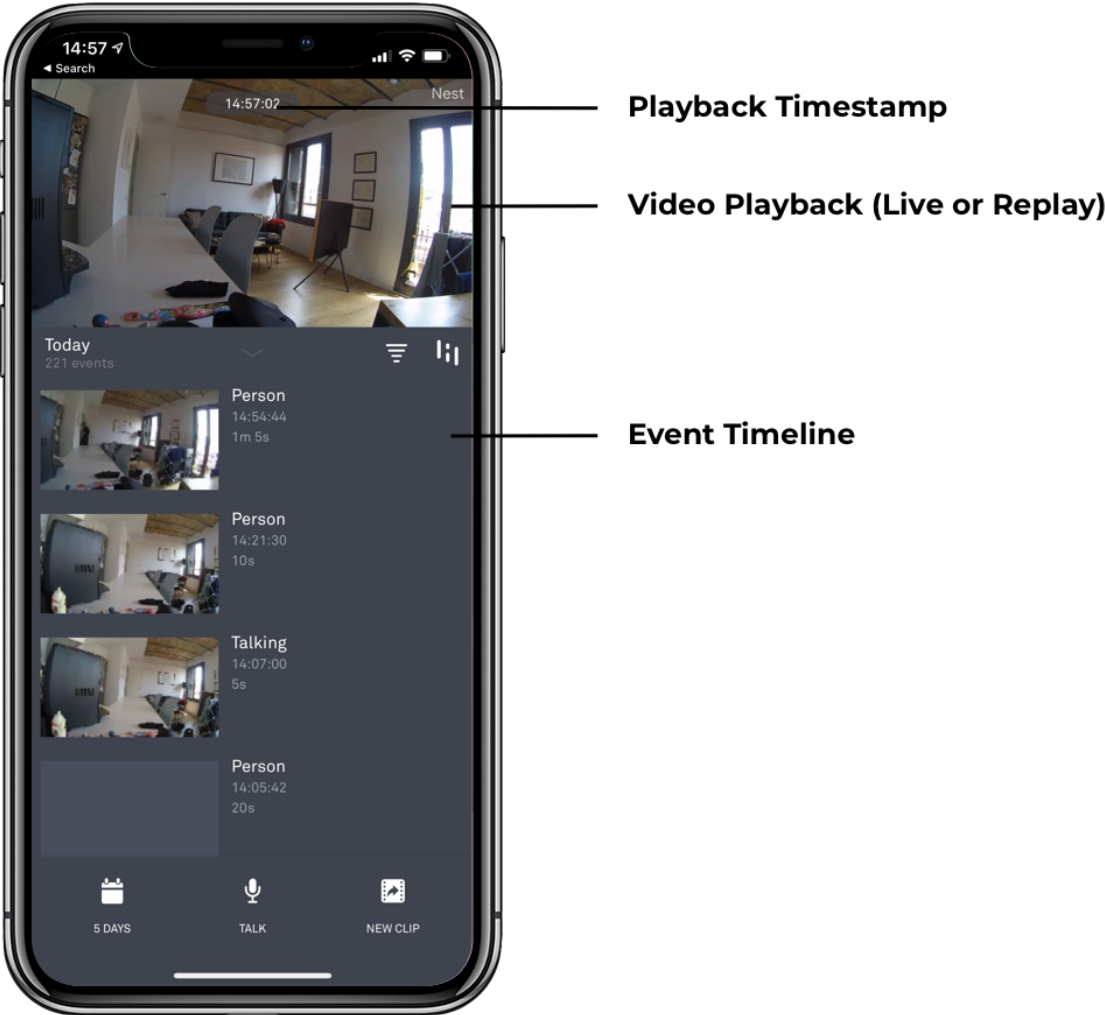 14:57
◀ Search
Nest
14:57:02
Playback Timestamp
Video Playback (Live or Replay)
Today
221 events
Person
14:54:44
1m 5s
Event Timeline
Person
14:21:30
10s
Talking
14:07:00
5s
Person
14:05:42
20s
5 DAYS
TALK
NEW CLIP